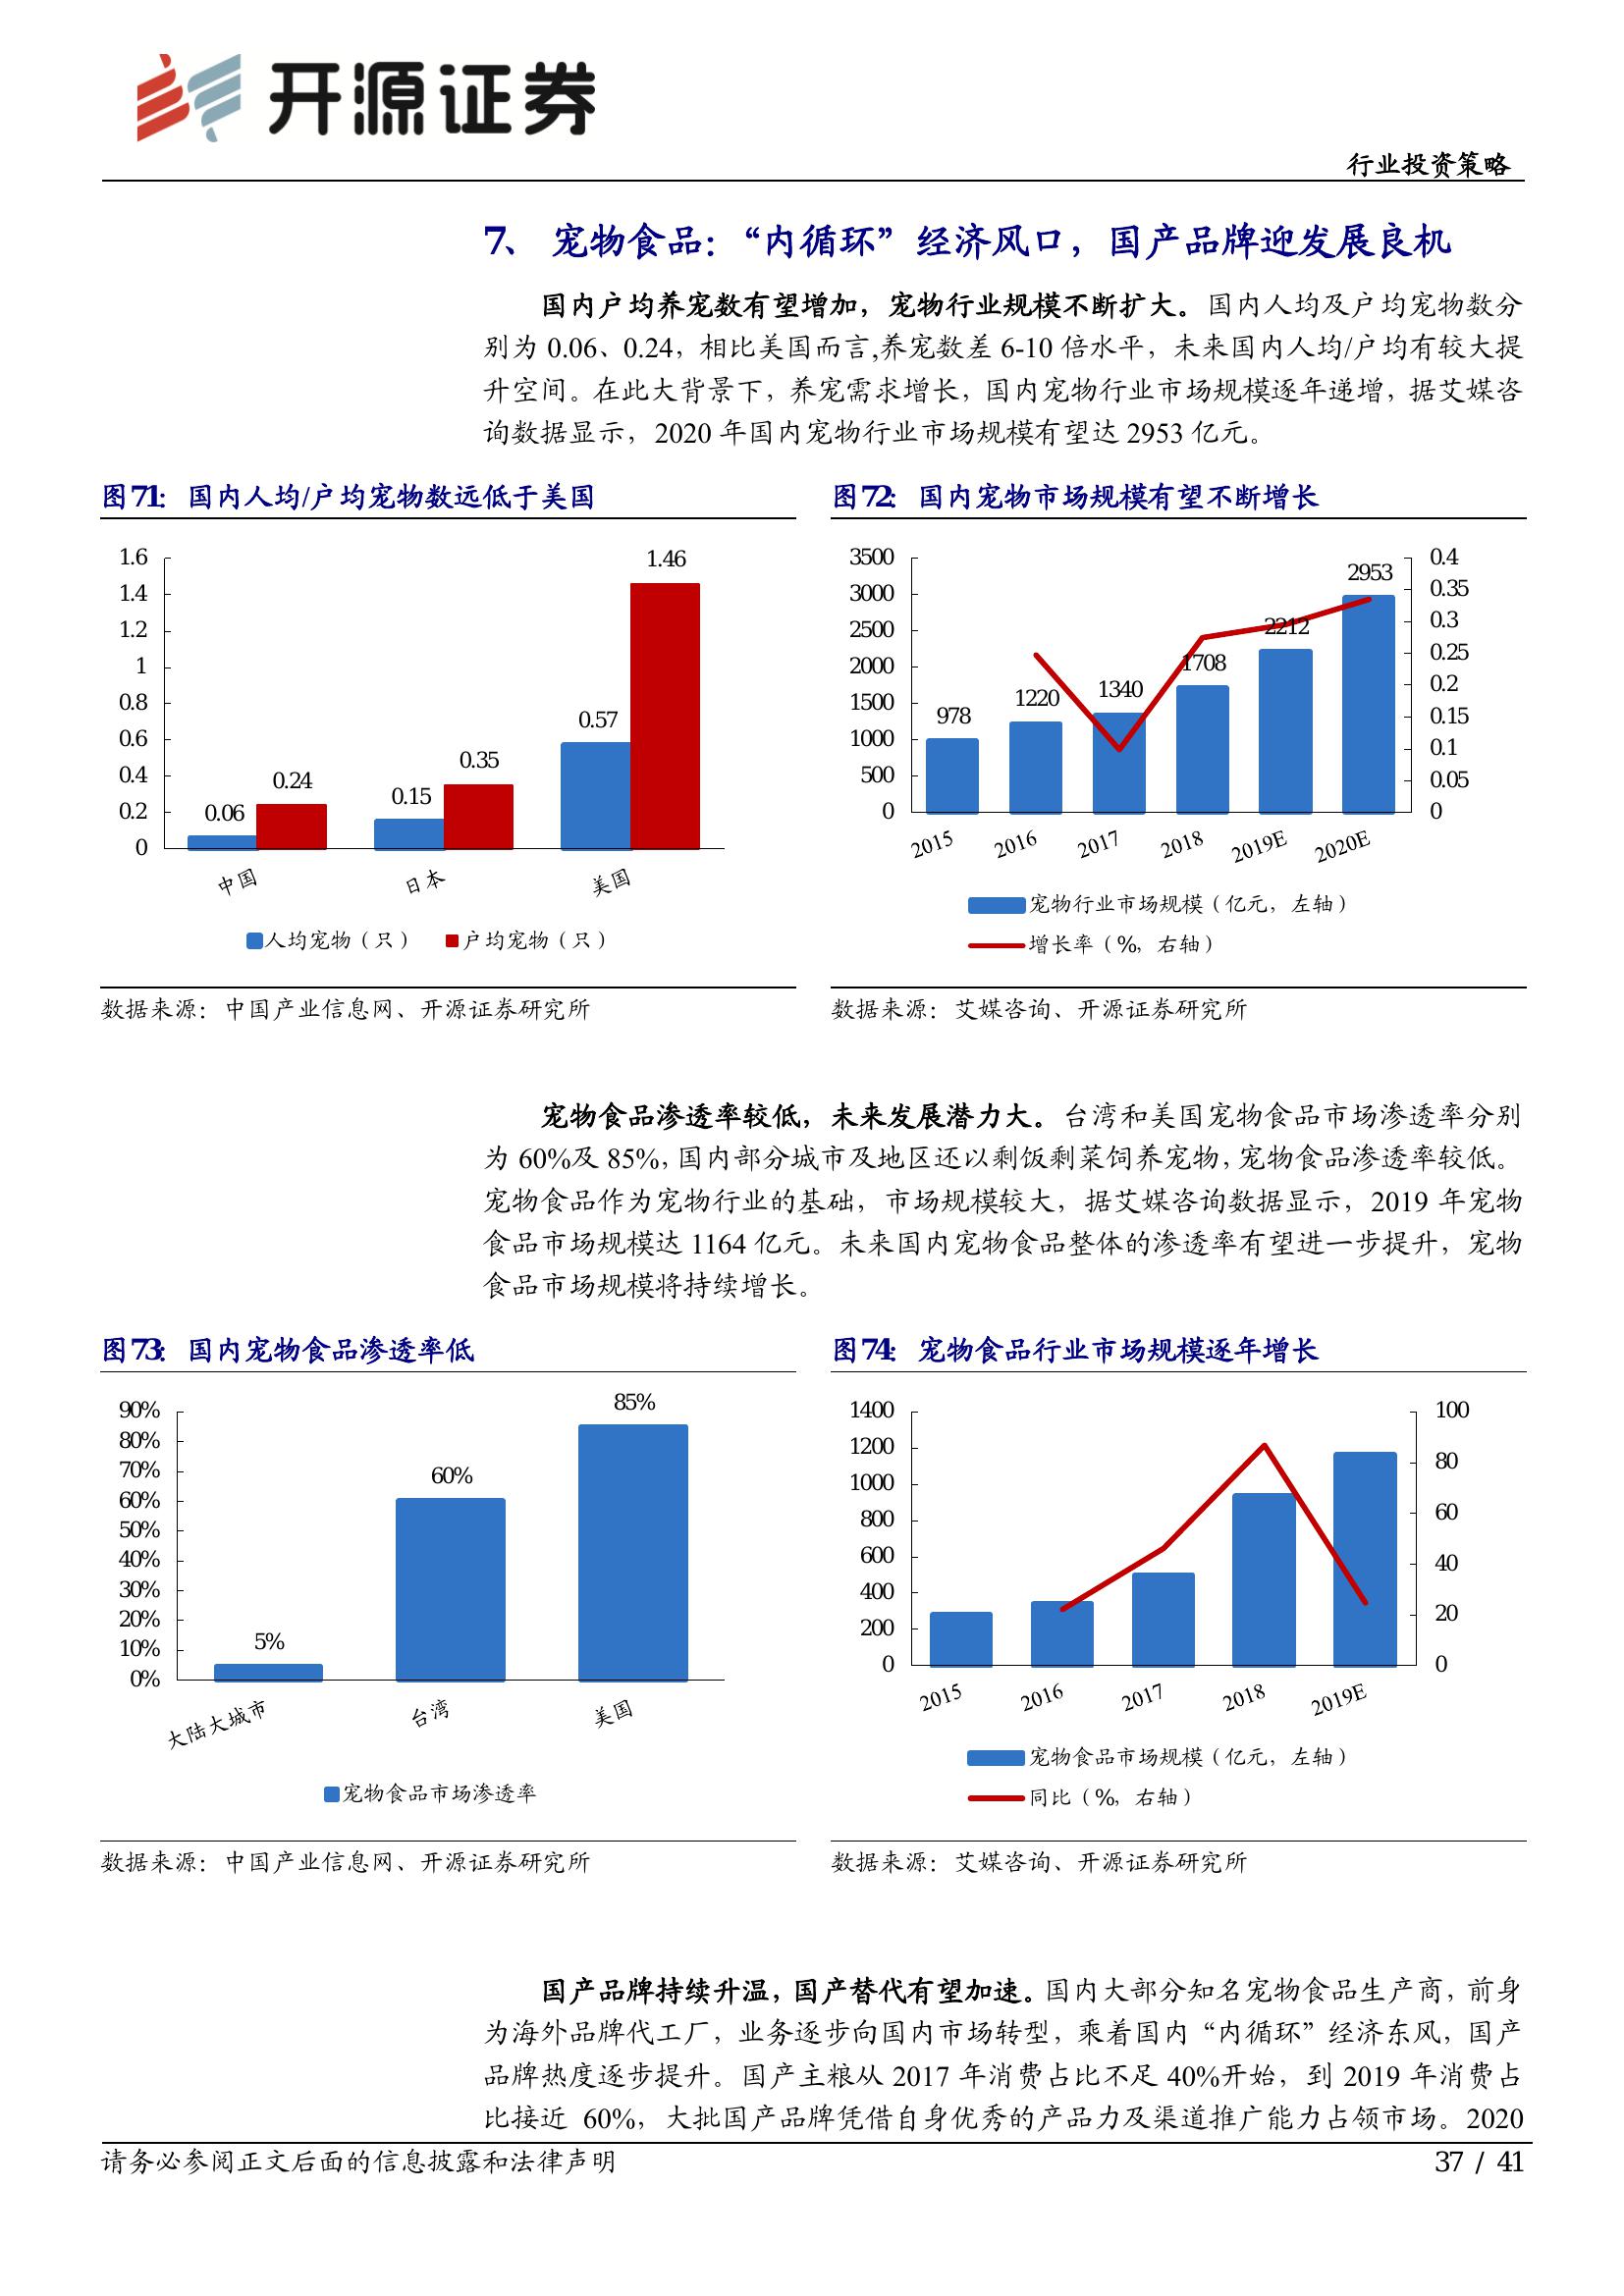 开源证券
行业投资策略
7、 宠物食品：“内循环”经济风口，国产品牌迎发展良机
国内户均养宠数有望增加，宠物行业规模不断扩大。国内人均及户均宠物数分
别为 0.06、0.24，相比美国而言,养宠数差 6-10 倍水平，未来国内人均/户均有较大提
升空间。在此大背景下，养宠需求增长，国内宠物行业市场规模逐年递增，据艾媒咨
询数据显示，2020 年国内宠物行业市场规模有望达 2953 亿元。
图71： 国内人均/户均宠物数远低于美国
1.6
1.4
1.2
1
0.8
0.6
0.4
0.2
0
0.06
0.24
0.15
0.35
0.57
1.46
中国
日本
美国
人均宠物（只）
户均宠物（只）
数据来源：中国产业信息网、开源证券研究所
图72： 国内宠物市场规模有望不断增长
3500
3000
2500
2000
1500
1000
500
0
978
1220
1340
1708
2212
2953
0.4
0.35
0.3
0.25
0.2
0.15
0.1
0.05
0
2015
2016
2017
2018
2019E
2020E
宠物行业市场规模（亿元，左轴）
增长率（%，右轴）
数据来源：艾媒咨询、开源证券研究所
宠物食品渗透率较低，未来发展潜力大。台湾和美国宠物食品市场渗透率分别
为 60%及 85%，国内部分城市及地区还以剩饭剩菜饲养宠物，宠物食品渗透率较低。
宠物食品作为宠物行业的基础，市场规模较大，据艾媒咨询数据显示，2019 年宠物
食品市场规模达 1164 亿元。未来国内宠物食品整体的渗透率有望进一步提升，宠物
食品市场规模将持续增长。
图73： 国内宠物食品渗透率低
90%
80%
70%
60%
50%
40%
30%
20%
10%
0%
5%
60%
85%
大陆大城市
台湾
美国
宠物食品市场渗透率
数据来源：中国产业信息网、开源证券研究所
图74： 宠物食品行业市场规模逐年增长
1400
1200
1000
800
600
400
200
0
100
80
60
40
20
0
2015
2016
2017
2018
2019E
宠物食品市场规模（亿元，左轴）
同比（%，右轴）
数据来源：艾媒咨询、开源证券研究所
国产品牌持续升温，国产替代有望加速。国内大部分知名宠物食品生产商，前身
为海外品牌代工厂，业务逐步向国内市场转型，乘着国内“内循环”经济东风，国产
品牌热度逐步提升。国产主粮从 2017 年消费占比不足 40%开始，到 2019 年消费占
比接近 60%，大批国产品牌凭借自身优秀的产品力及渠道推广能力占领市场。2020
请务必参阅正文后面的信息披露和法律声明
37 / 41